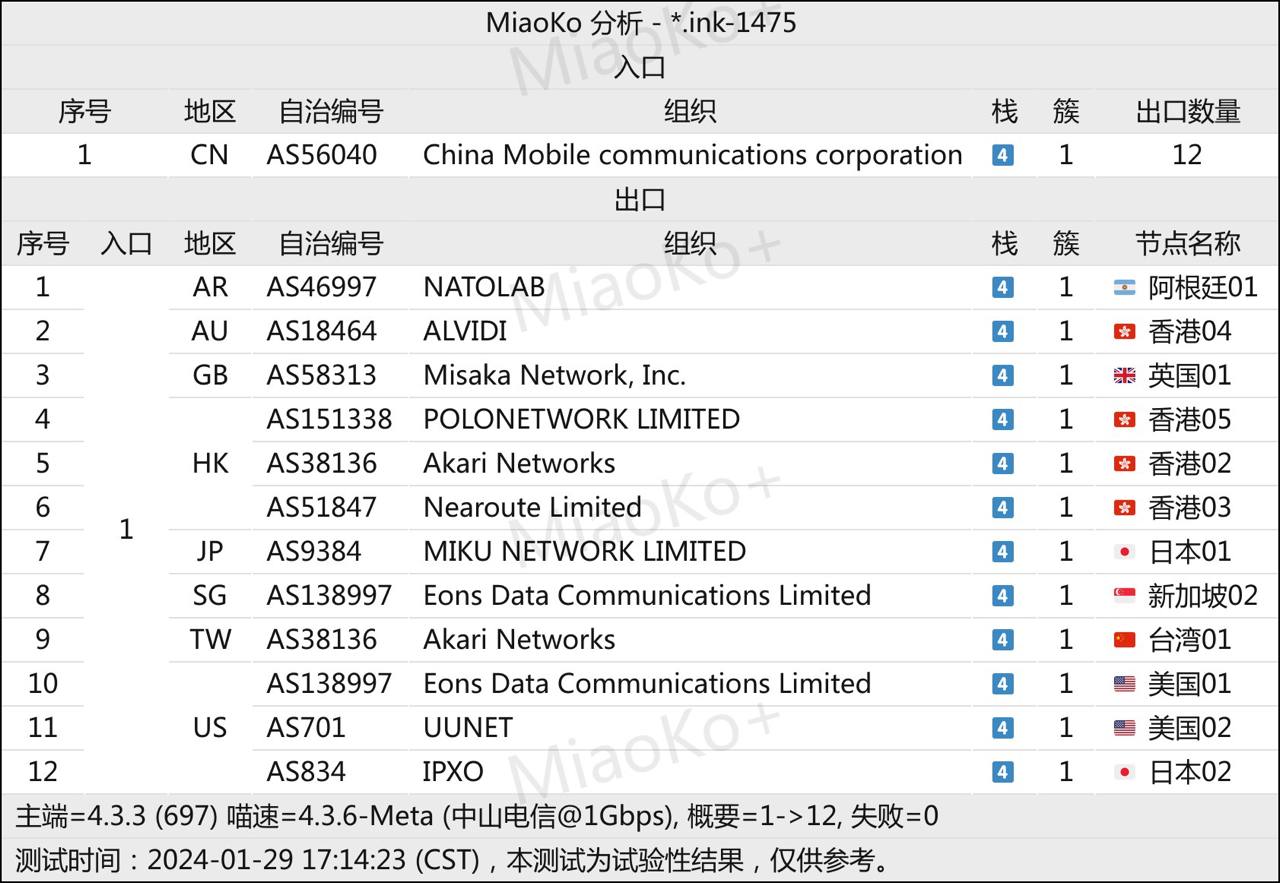 MiaoKo 分析 - *.ink-1475
入口
序号 地区 自治编号 组织 栈 簇 出口数量
1 CN AS56040 China Mobile communications corporation 4 1 12
出口
序号 入口 地区 自治编号 组织 栈 簇 节点名称
1 AR AS46997 NATOLAB 4 1 阿根廷01
2 AU AS18464 ALVIDI 4 1 香港04
3 GB AS58313 Misaka Network, Inc. 4 1 英国01
4 AS151338 POLONETWORK LIMITED 4 1 香港05
5 HK AS38136 Akari Networks 4 1 香港02
6 AS51847 Nearoute Limited 4 1 香港03
1
7 JP AS9384 MIKU NETWORK LIMITED 4 1 日本01
8 SG AS138997 Eons Data Communications Limited 4 1 新加坡02
9 TW AS38136 Akari Networks 4 1 台湾01
10 AS138997 Eons Data Communications Limited 4 1 美国01
11 US AS701 UUNET 4 1 美国02
12 AS834 IPXO 4 1 日本02
主端=4.3.3 (697) 喵速=4.3.6-Meta (中山电信@1Gbps), 概要=1->12, 失败=0
测试时间：2024-01-29 17:14:23 (CST)，本测试为试验性结果，仅供参考。
MiaoKo+
MiaoKo+
MiaoKo+
MiaoKo+